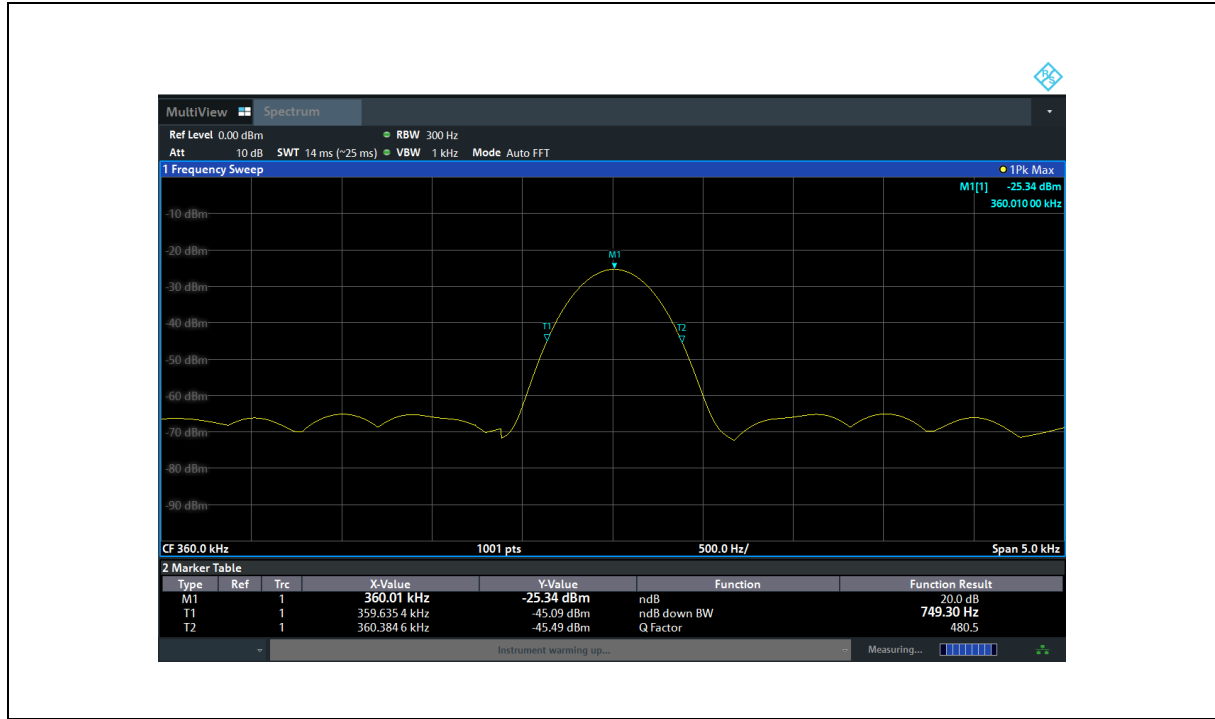 R&S
MultiView Spectrum
Ref Level 0.00 dBm RBW 300 Hz
Att 10 dB SWT 14 ms (~25 ms) VBW 1 kHz Mode Auto FFT
1 Frequency Sweep 1Pk Max
M1[1] -25.34 dBm
360.010 00 kHz
-10 dBm
-20 dBm
M1
-30 dBm
-40 dBm
T1 T2
-50 dBm
-60 dBm
-70 dBm
-80 dBm
-90 dBm
CF 360.0 kHz 1001 pts 500.0 Hz/ Span 5.0 kHz
2 Marker Table
Type Ref Trc X-Value Y-Value Function Function Result
M1 1 360.01 kHz -25.34 dBm ndB 20.0 dB
T1 1 359.635 4 kHz -45.09 dBm ndB down BW 749.30 Hz
T2 1 360.384 6 kHz -45.49 dBm Q Factor 480.5
Instrument warming up... Measuring...